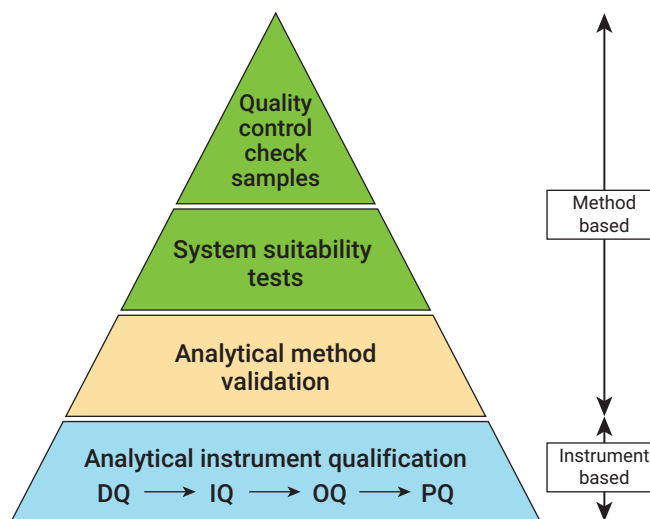 Quality
control
check
samples
System suitability
tests
Analytical method
validation
Analytical instrument qualification
DQ → IQ → OQ → PQ
Method
based
Instrument
based